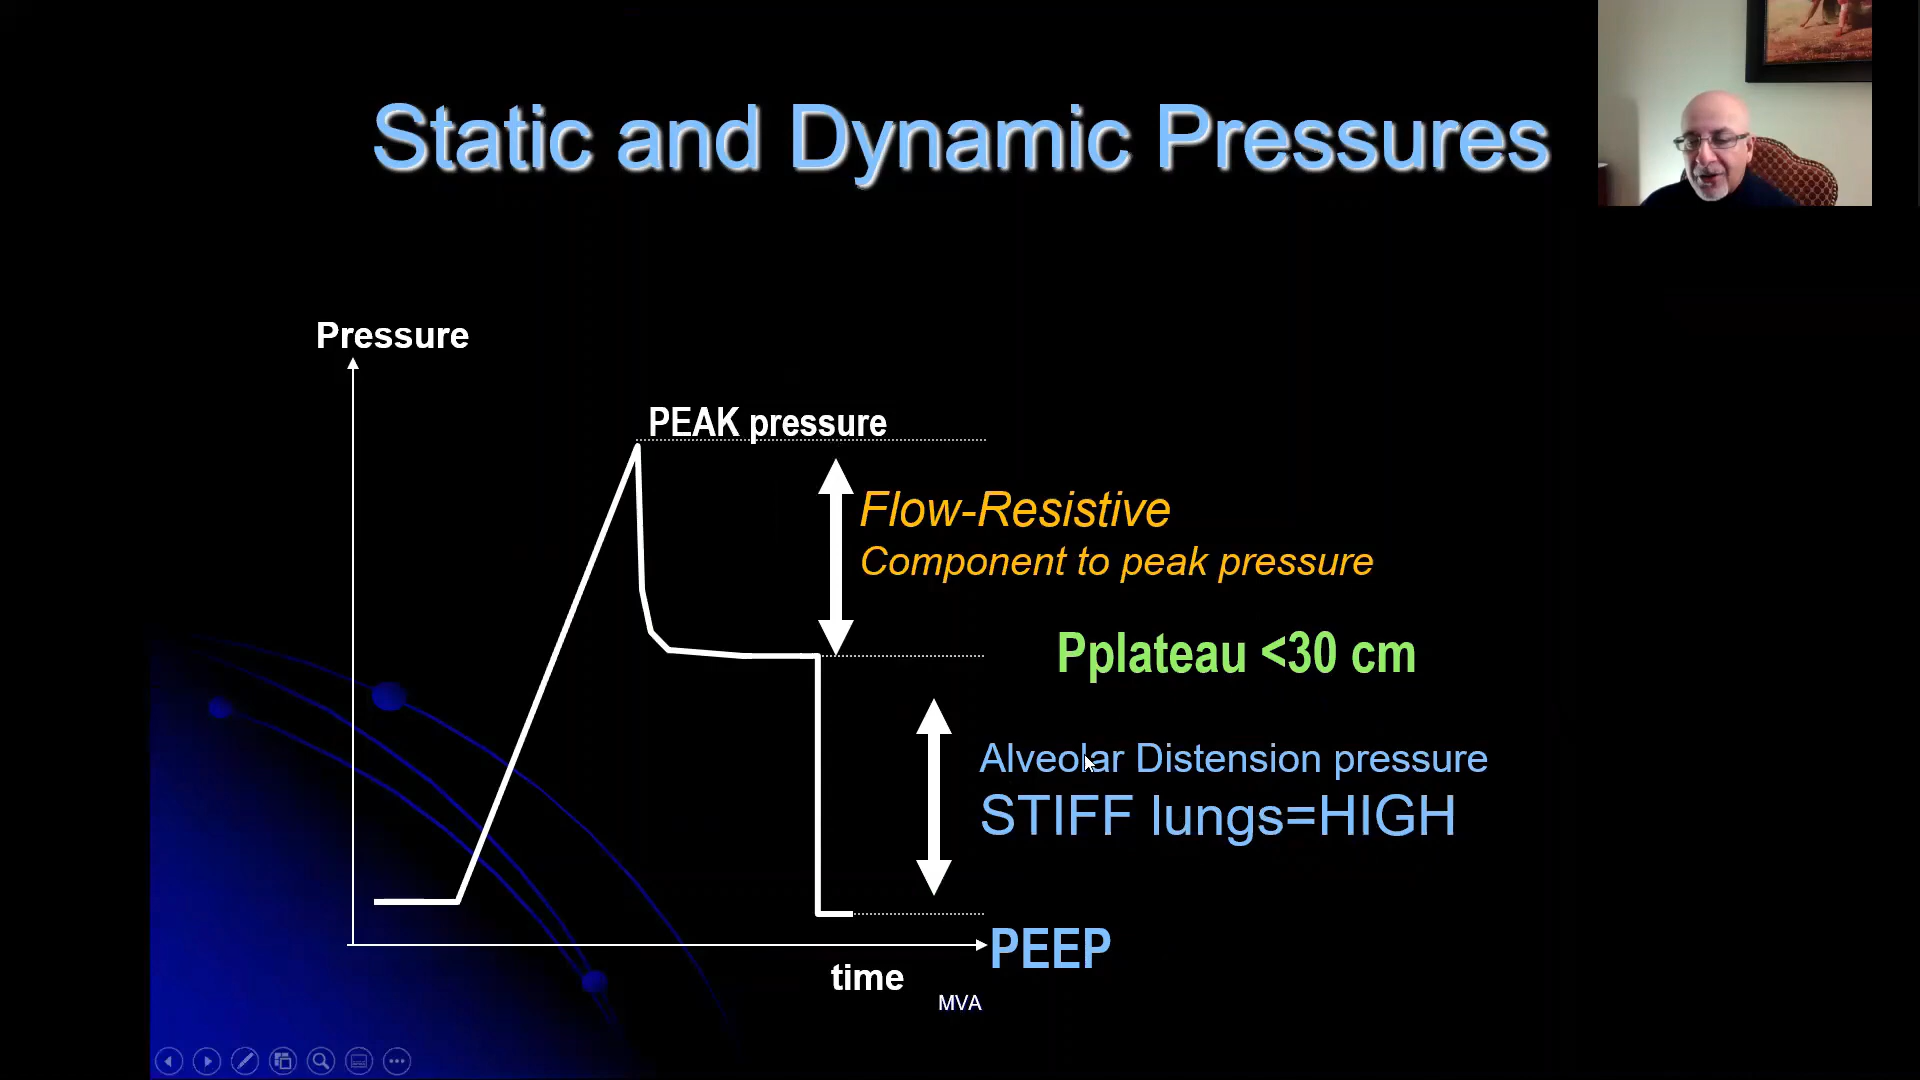 Static and Dynamic Pressures
Pressure
PEAK pressure
Flow-Resistive
Component to peak pressure
Pplateau <30 cm
Alveolar Distension pressure
STIFF lungs=HIGH
PEEP
time
MVA